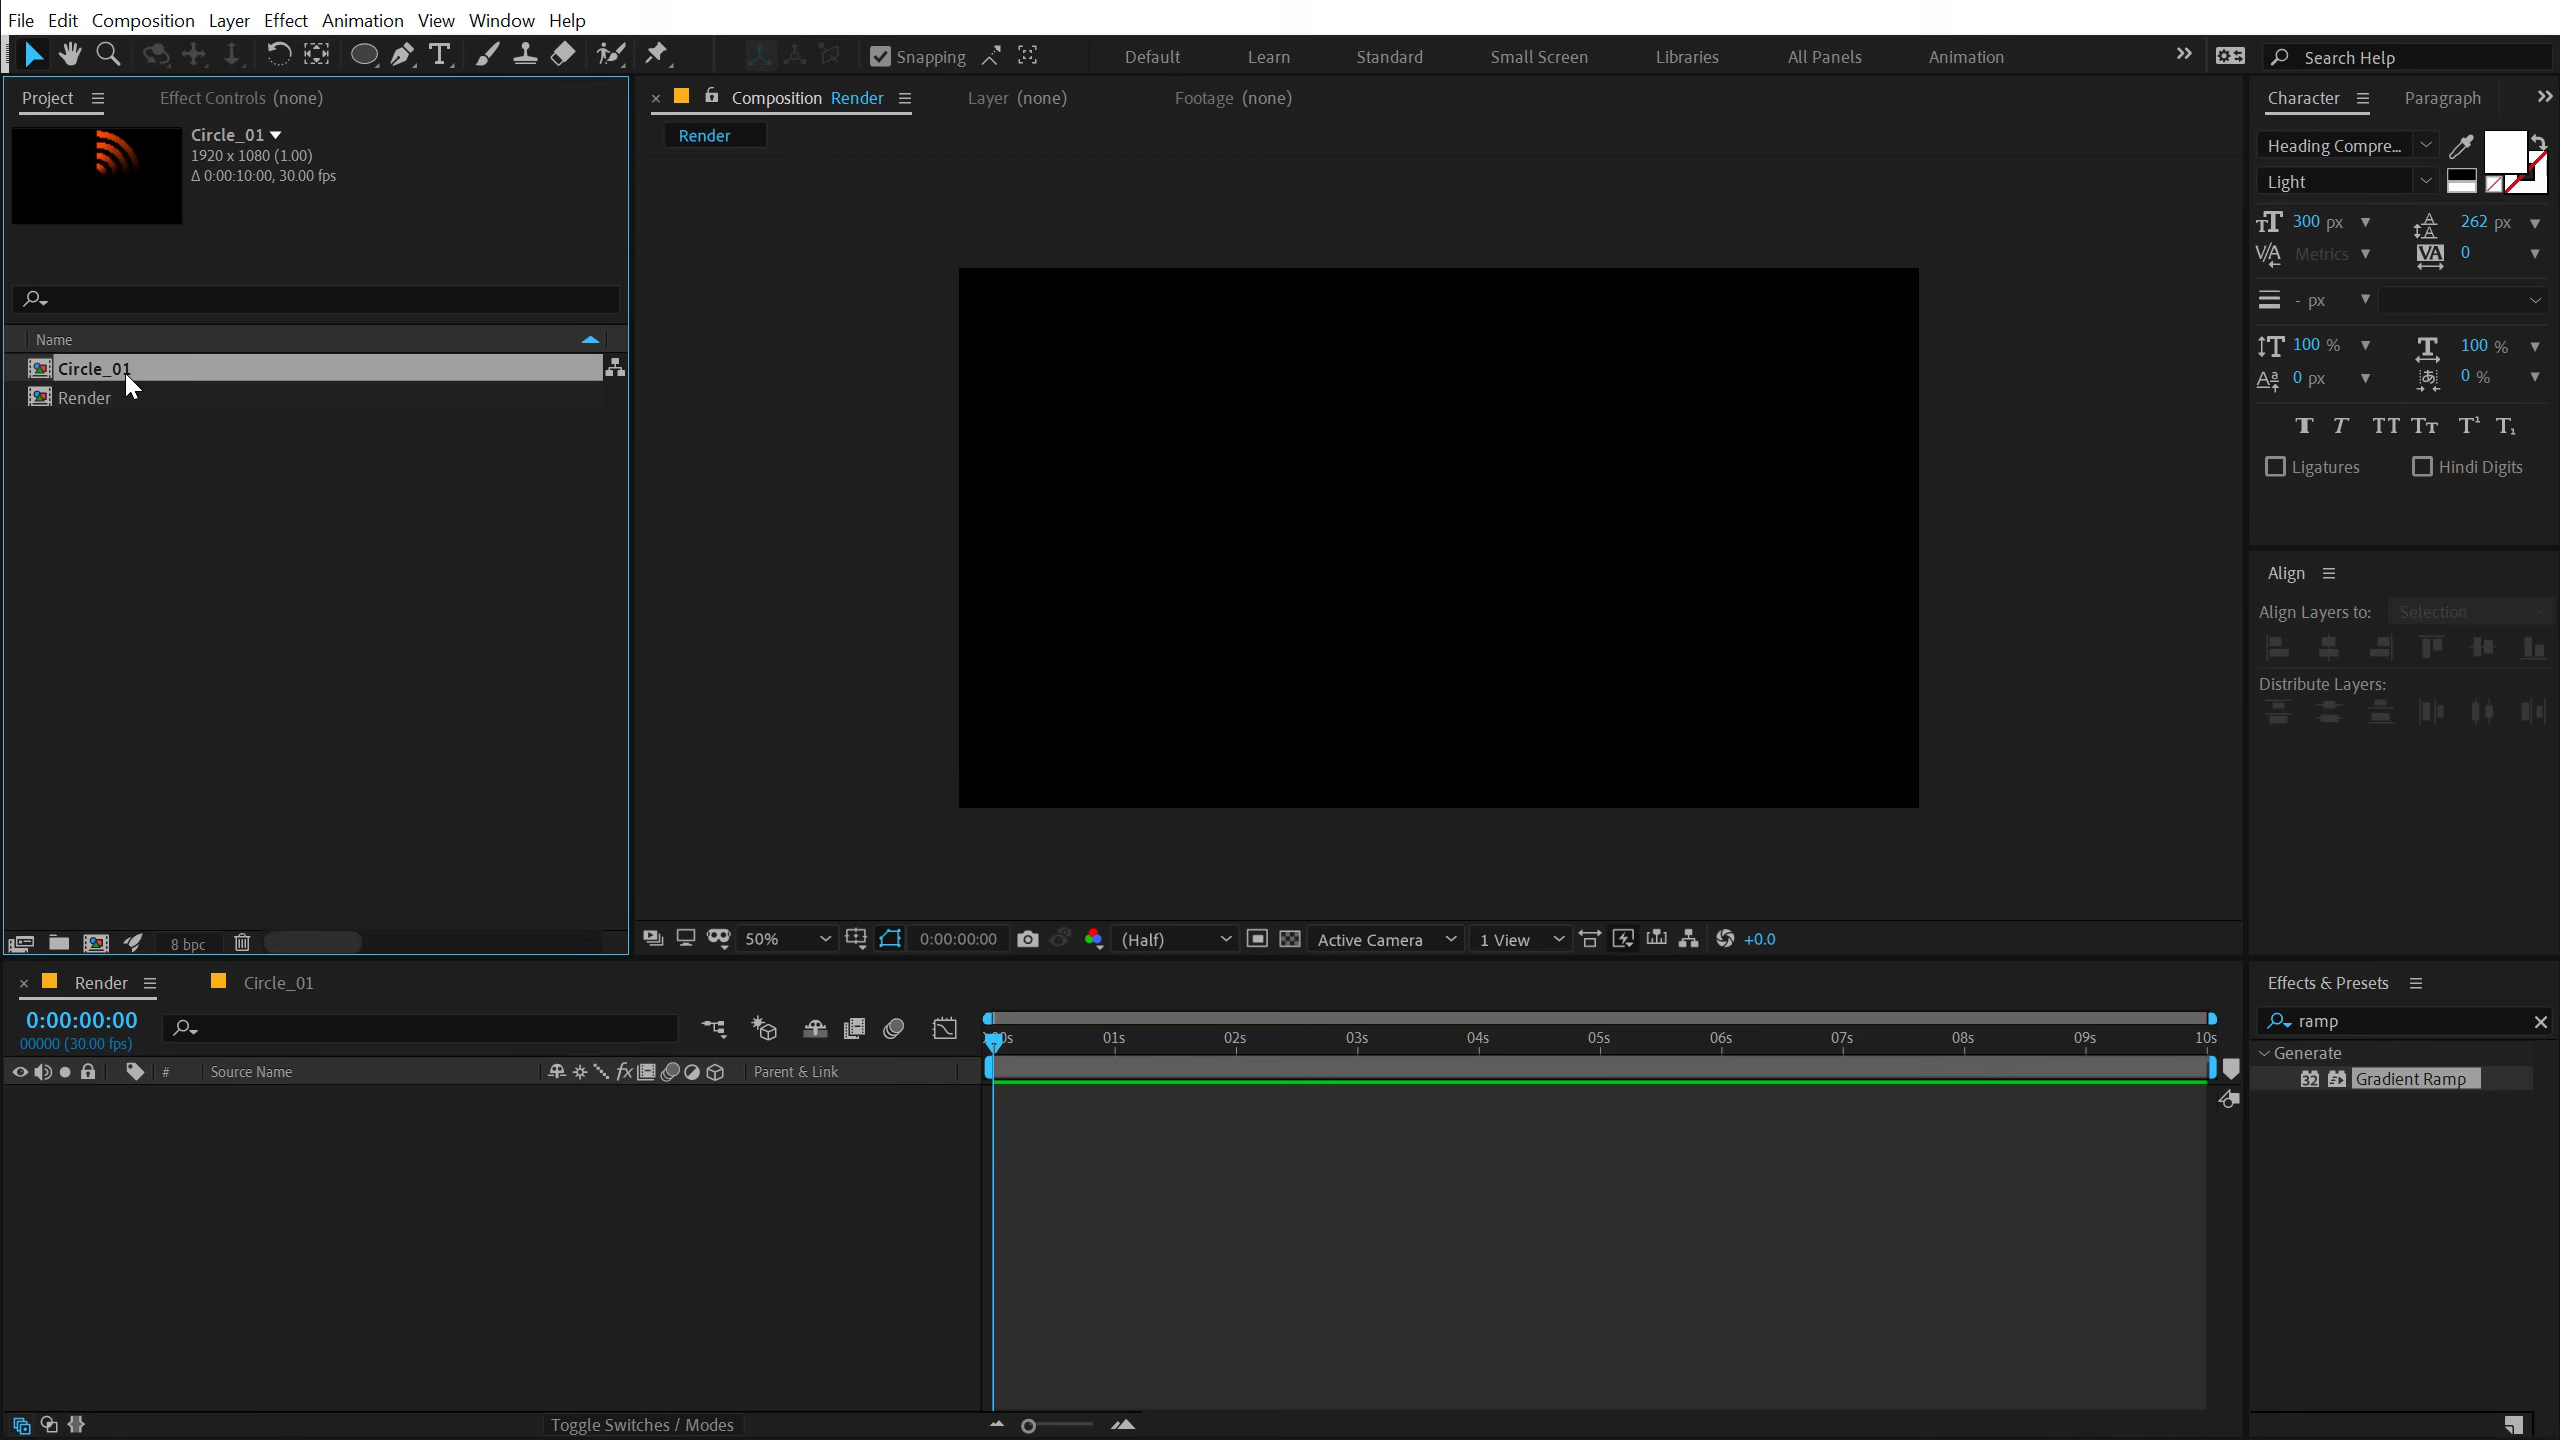 File Edit Composition Layer Effect Animation View Window Help
Snapping Default Learn Standard Small Screen Libraries All Panels Animation Search Help
Project Effect Controls (none)
Circle_01
1920 x 1080 (1.00)
Δ 0:00:10:00, 30.00 fps
Name
Circle_01
Render
8 bpc
Composition Render Layer (none) Footage (none)
Render
50% 0:00:00:00 (Half) Active Camera 1 View +0.0
Character Paragraph
Heading Compre...
Light
300 px 262 px
Metrics 0
- px
100 % 100 %
0 px 0 %
Ligatures Hindi Digits
Align
Align Layers to: Selection
Distribute Layers:
Render Circle_01
0:00:00:00
00000 (30.00 fps)
# Source Name Parent & Link
01s 02s 03s 04s 05s 06s 07s 08s 09s 10s
Toggle Switches / Modes
Effects & Presets
ramp
Generate
32 Gradient Ramp